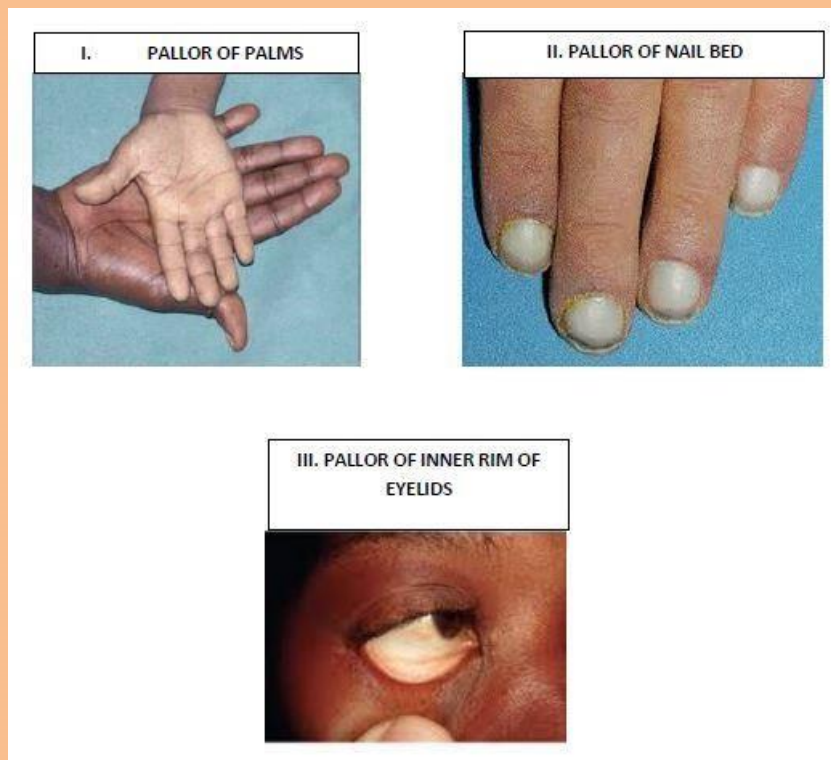 I. PALLOR OF PALMS
II. PALLOR OF NAIL BED
III. PALLOR OF INNER RIM OF
EYELIDS